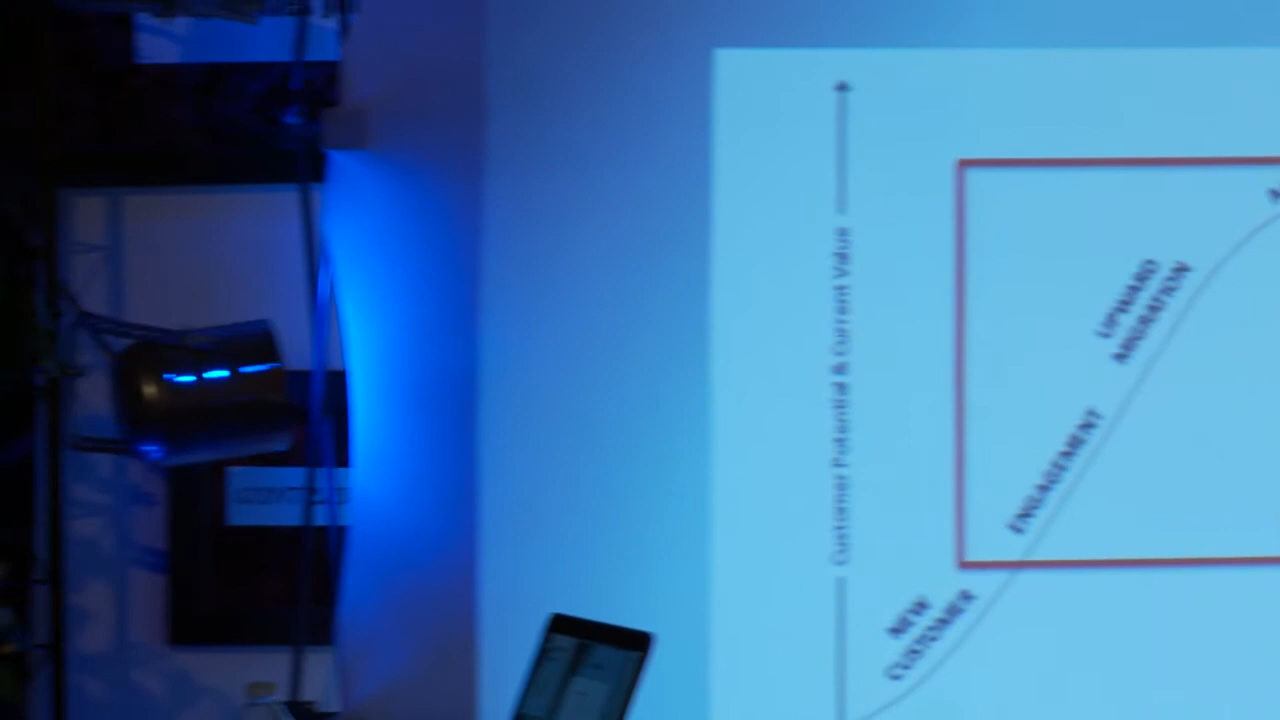 Customer Potential & Current Value
UPWARD
MIGRATION
ENGAGEMENT
NEW
CUSTOMER